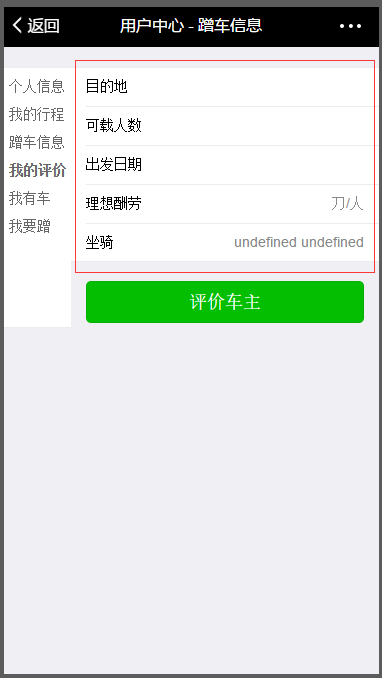 返回
用户中心 - 蹭车信息
个人信息
我的行程
蹭车信息
我的评价
我有车
我要蹭
目的地
可载人数
出发日期
理想酬劳 刀/人
坐骑 undefined undefined
评价车主